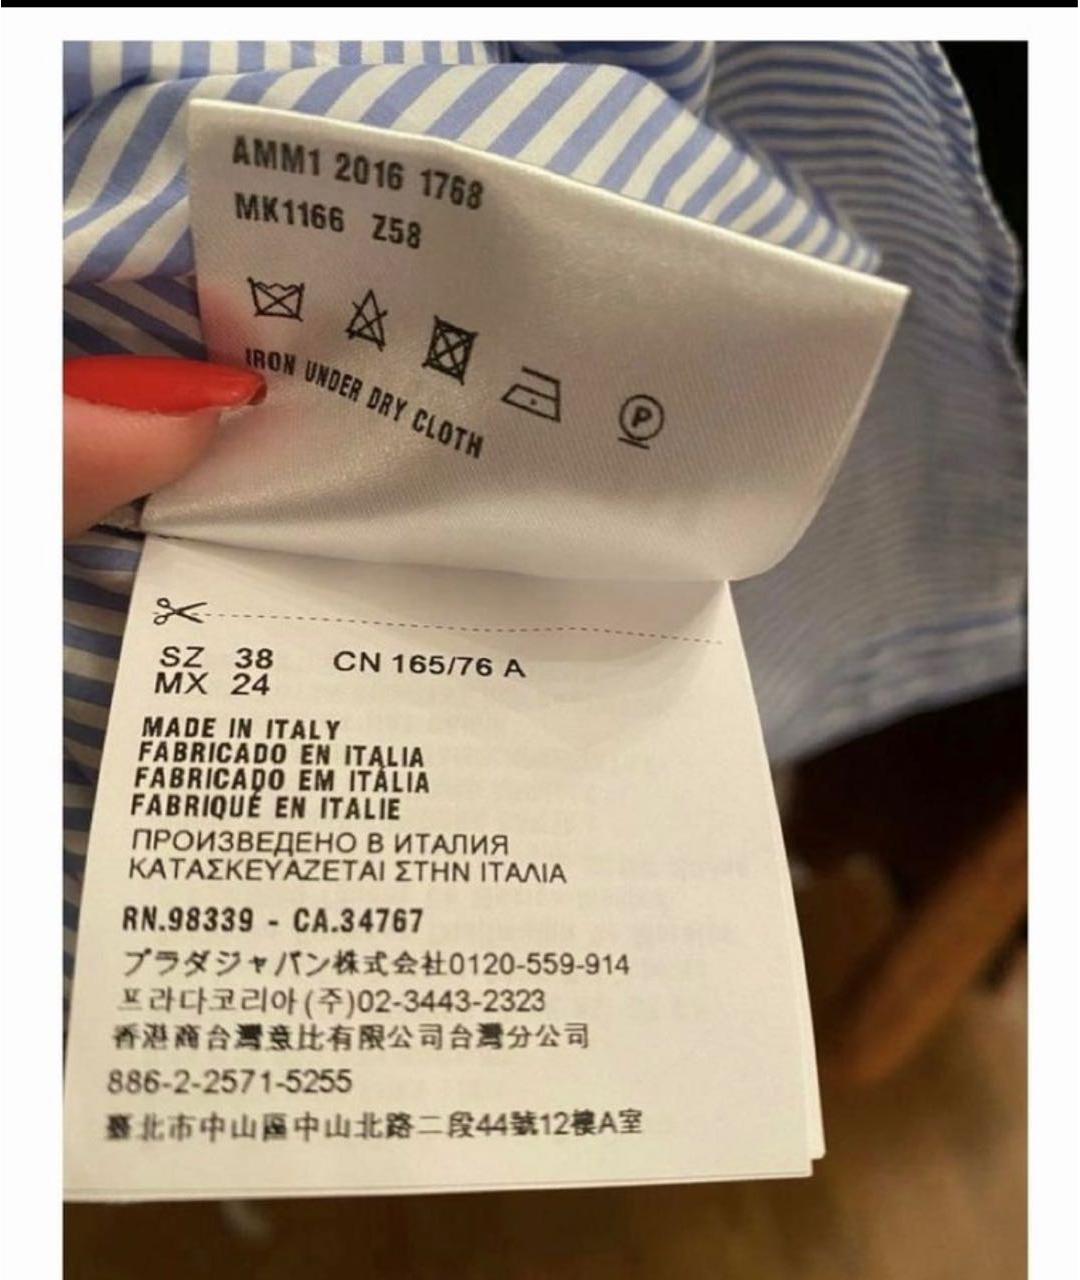 AMM1 2016 1768
MK1166 Z58
IRON UNDER DRY CLOTH
P
SZ 38 CN 165/76 A
MX 24
MADE IN ITALY
FABRICADO EN ITALIA
FABRICADO EM ITÁLIA
FABRIQUÉ EN ITALIE
ПРОИЗВЕДЕНО В ИТАЛИЯ
ΚΑΤΑΣΚΕΥΑΖΕΤΑΙ ΣΤΗΝ ΙΤΑΛΙΑ
RN.98339 - CA.34767
プラダジャパン株式会社0120-559-914
프라다코리아(주)02-3443-2323
香港商台灣意比有限公司台灣分公司
886-2-2571-5255
臺北市中山區中山北路二段44號12樓A室